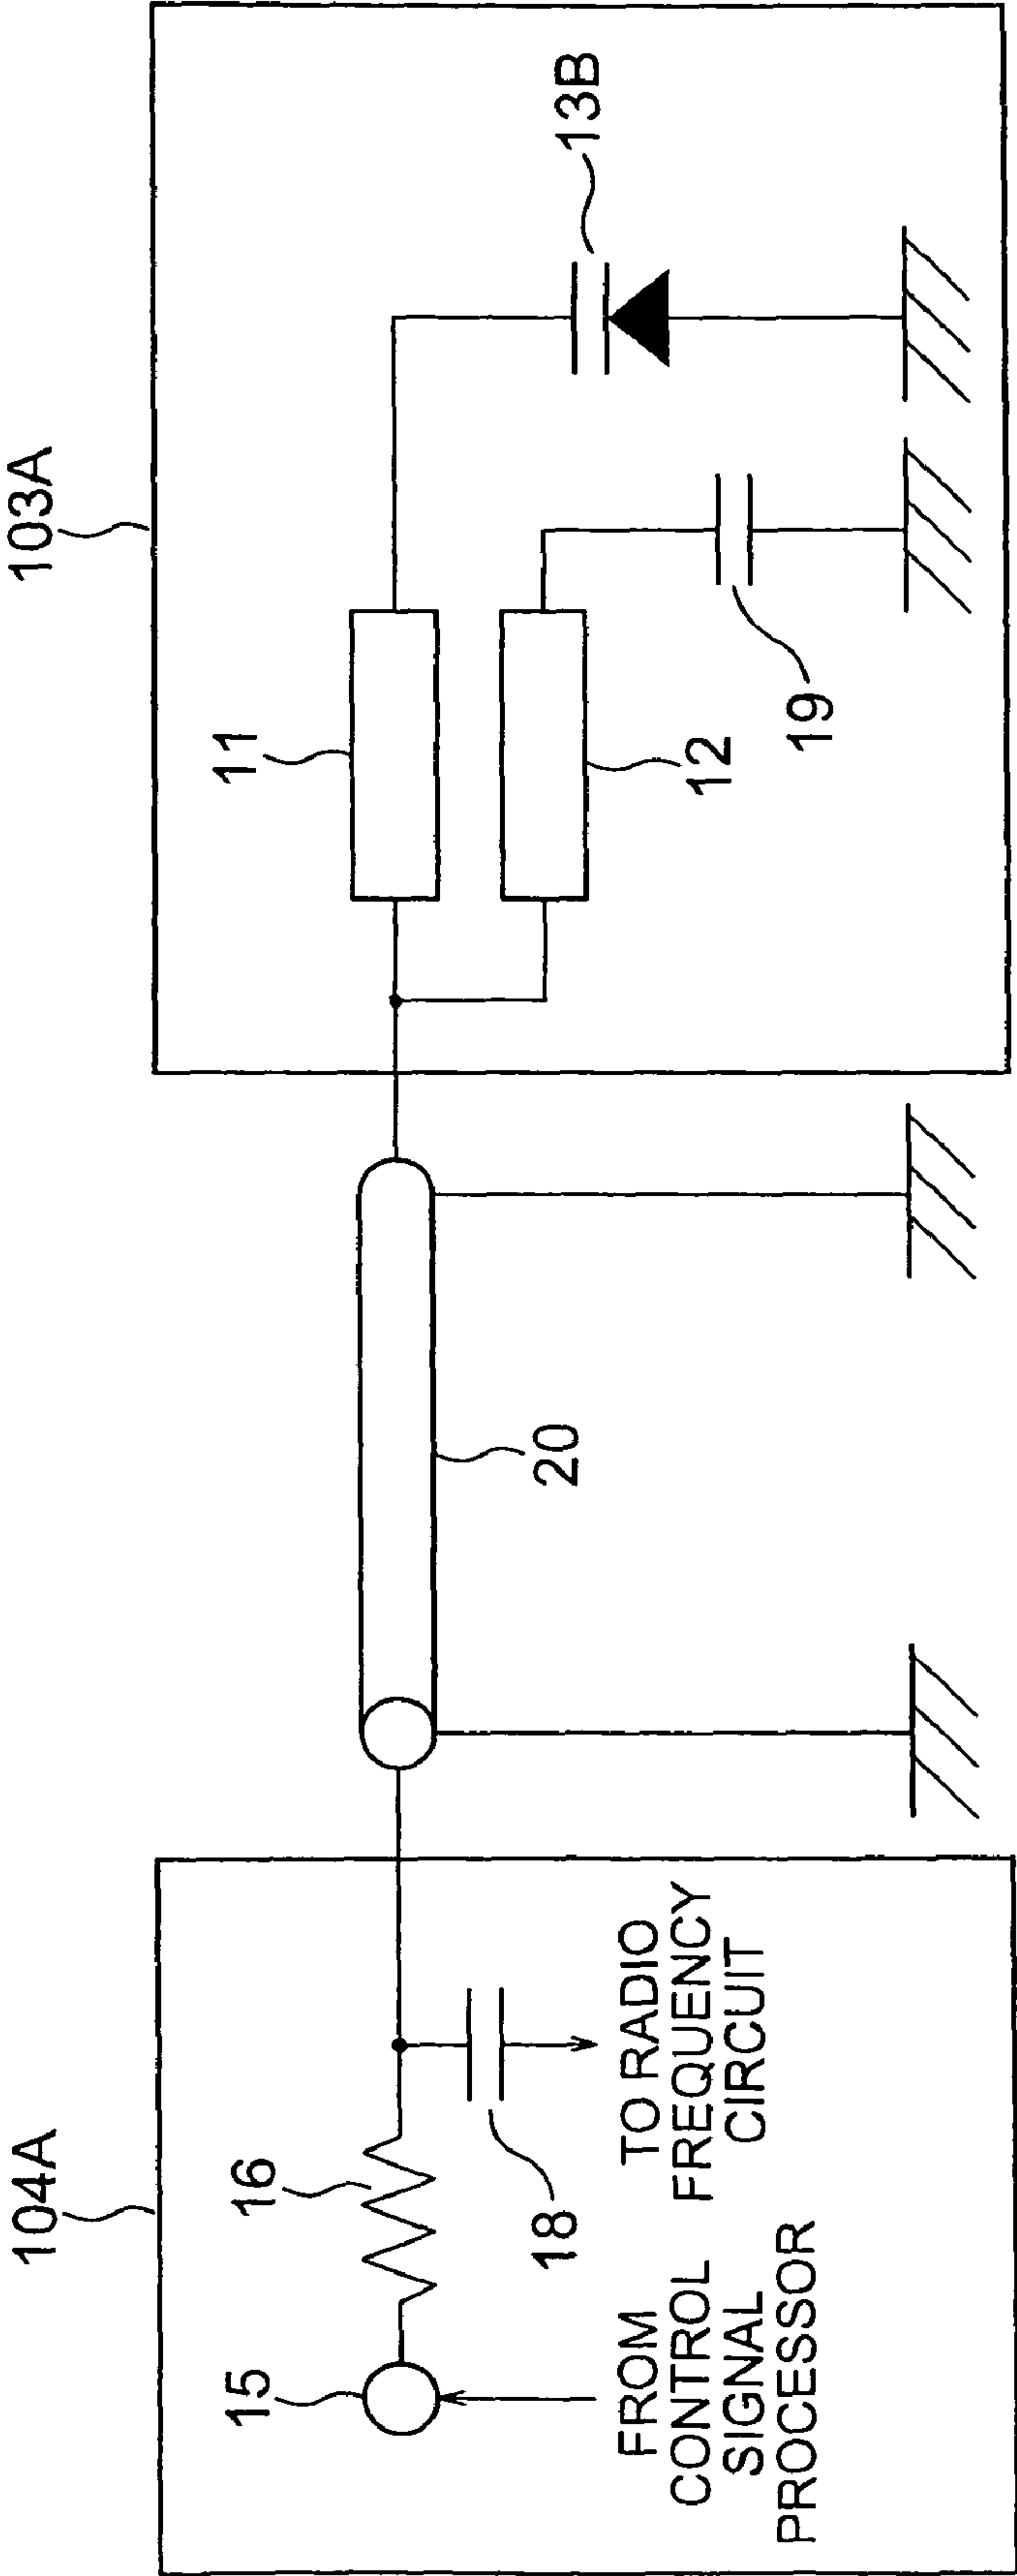 104A
103A
15
16
18
FROM
CONTROL
SIGNAL
PROCESSOR
TO RADIO
FREQUENCY
CIRCUIT
20
11
12
19
13B